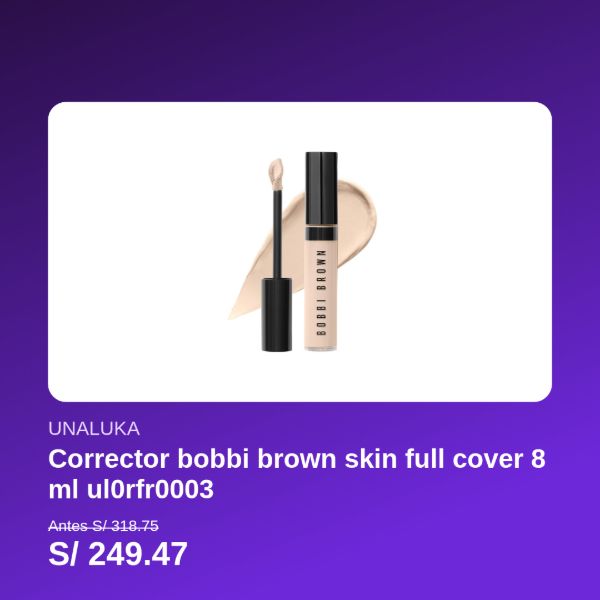 BOBBI BROWN
UNALUKA
Corrector bobbi brown skin full cover 8
ml ul0rfr0003
Antes S/ 318.75
S/ 249.47